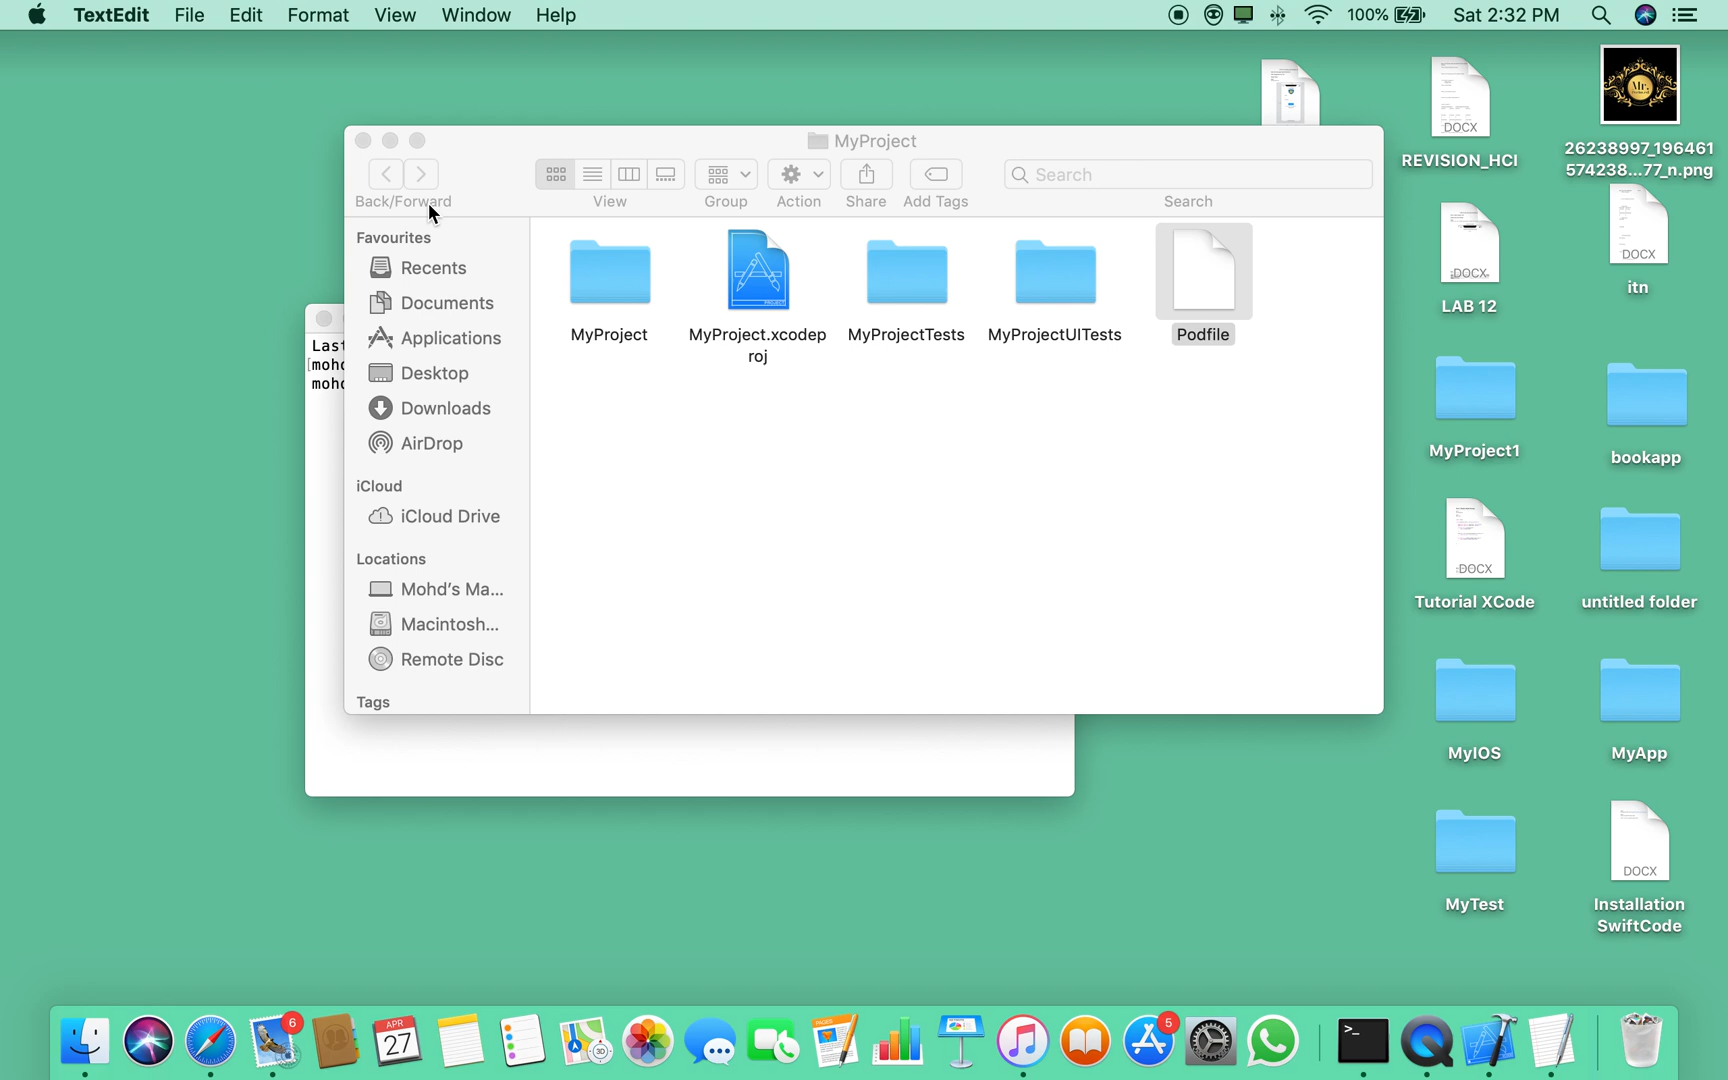 TextEdit File Edit Format View Window Help 100% Sat 2:32 PM
MyProject
Search
Back/Forward View Group Action Share Add Tags Search
Favourites
Recents
Documents
Applications
Desktop
Downloads
AirDrop
iCloud
iCloud Drive
Locations
Mohd's Ma...
Macintosh...
Remote Disc
Tags
MyProject
MyProject.xcodep
roj
MyProjectTests
MyProjectUITests
Podfile
Last
[mohd
mohd
DOCX
REVISION_HCI
26238997_196461
574238...77_n.png
DOCX
LAB 12
DOCX
itn
MyProject1
bookapp
DOCX
Tutorial XCode
untitled folder
MyIOS
MyApp
MyTest
DOCX
Installation
SwiftCode
6
APR
27
3D
PAGES
5
>_